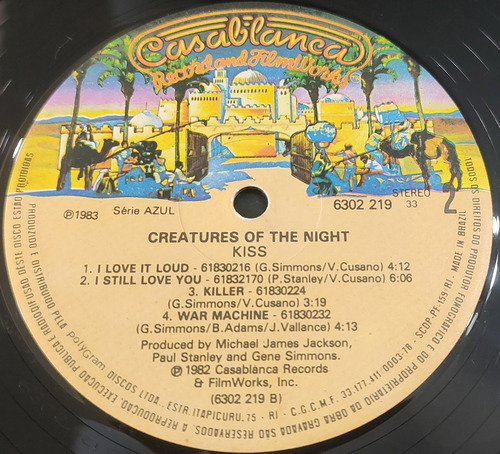 Casablanca
Record and FilmWorks
℗1983
Série AZUL
6302 219
STEREO
33
2
CREATURES OF THE NIGHT
KISS
1. I LOVE IT LOUD - 61830216 (G.Simmons/V.Cusano) 4:12
2. I STILL LOVE YOU - 61832170 (P.Stanley/V.Cusano) 6:06
3. KILLER - 61830224
(G.Simmons/V.Cusano) 3:19
4. WAR MACHINE - 61830232
(G.Simmons/B.Adams/J.Vallance) 4:13
Produced by Michael James Jackson,
Paul Stanley and Gene Simmons.
℗1982 Casablanca Records
& FilmWorks, Inc.
(6302 219 B)
PRODUZIDO E DISTRIBUIDO PELA polygram DISCOS LTDA., ESTR. ITAPICURU, 75 - RJ - C.G.C.M.F. 33.177.411/0003-78 - SCDP-PF-159/RJ - MADE IN BRAZIL
TODOS OS DIREITOS DO PRODUTOR FONOGRÁFICO E DO PROPRIETÁRIO DA OBRA GRAVADA SÃO RESERVADOS. A REPRODUÇÃO, EXECUÇÃO PÚBLICA E RADIODIFUSÃO DESTE DISCO ESTÃO PROIBIDAS